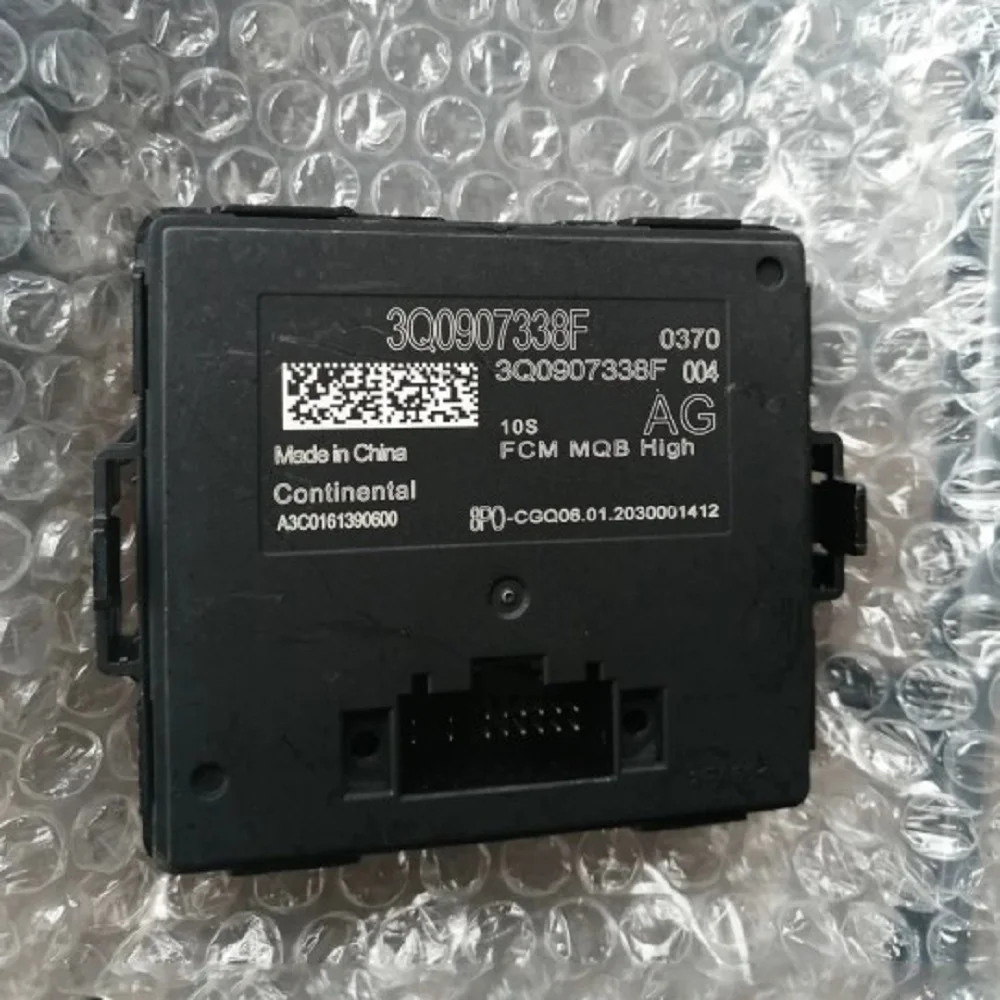 3Q0907338F
0370
3Q0907338F 004
AG
10S
FCM MQB High
Made in China
Continental
A3C0161390600
8P0-CGQ06.01.2030001412